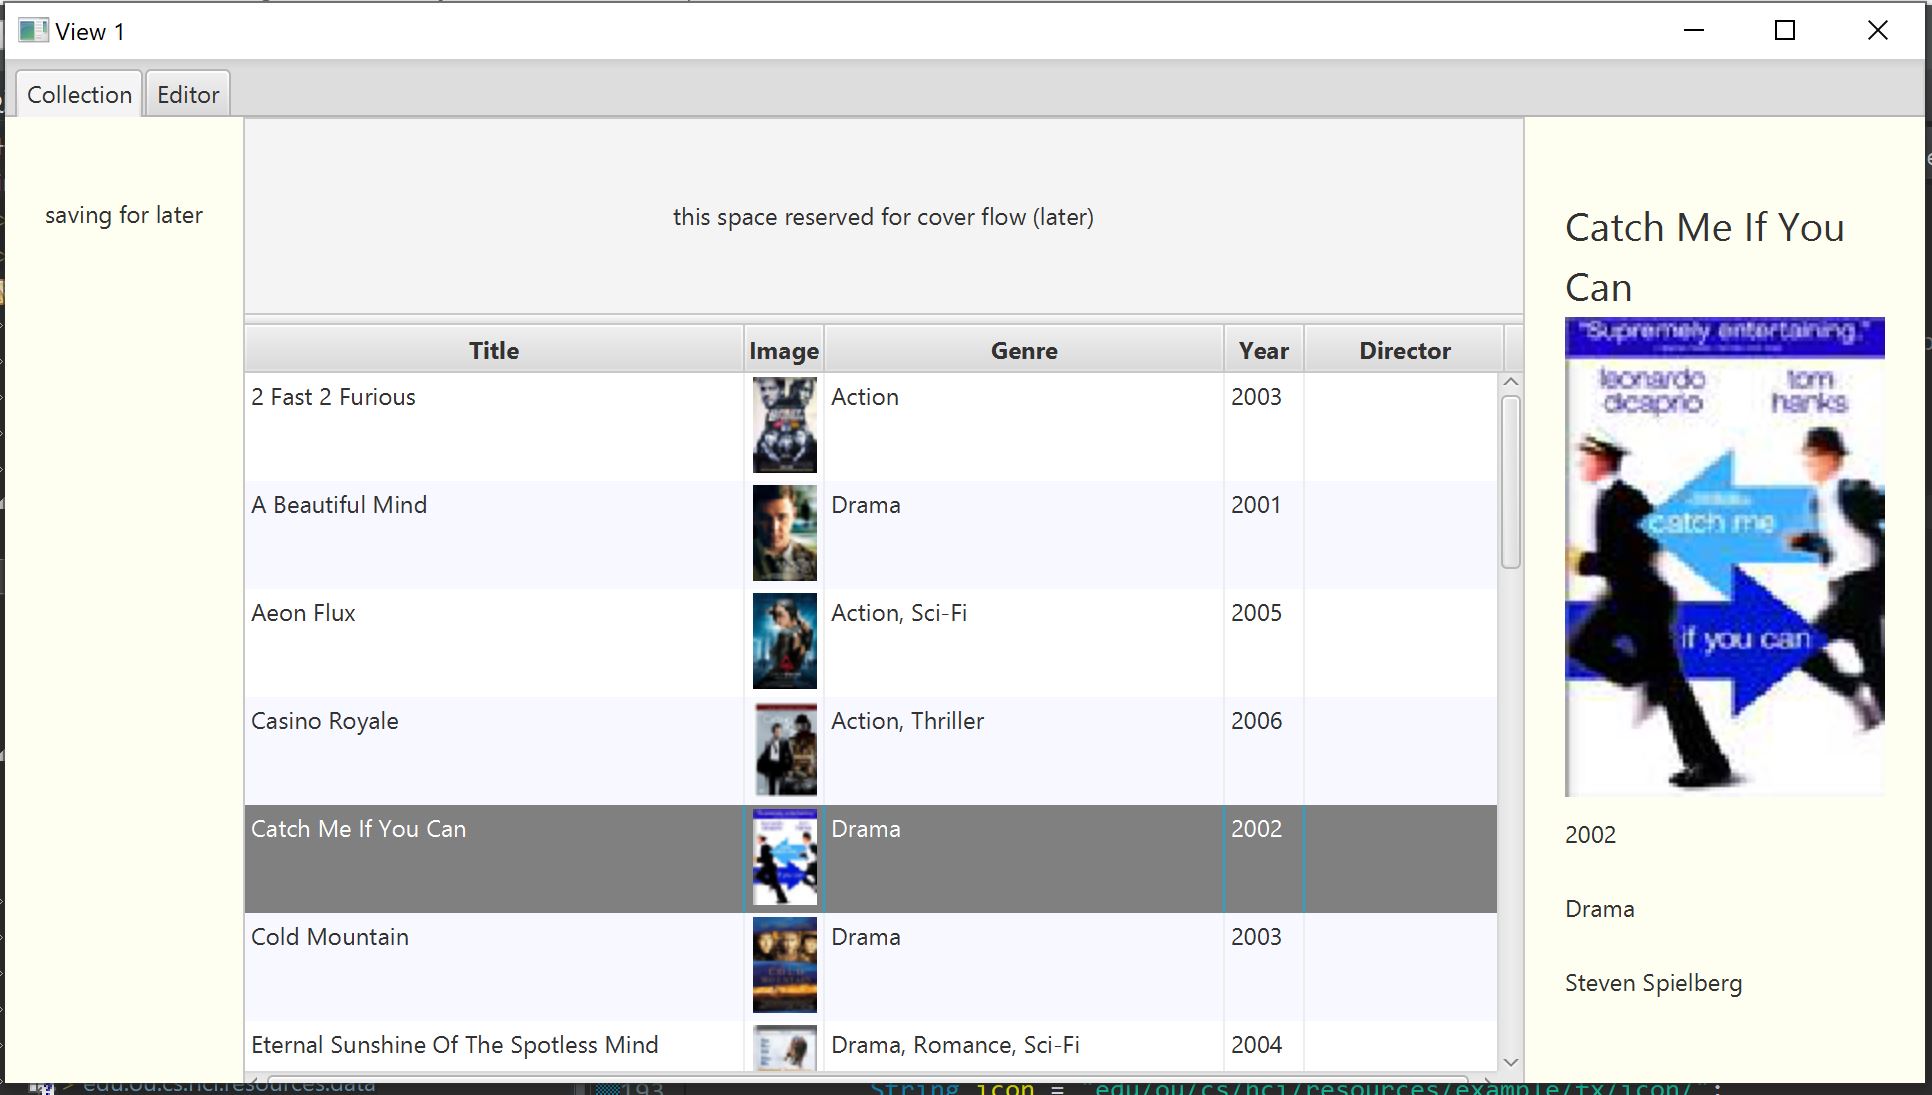 View 1
Collection Editor
saving for later
this space reserved for cover flow (later)
Title Image Genre Year Director
2 Fast 2 Furious Action 2003
A Beautiful Mind Drama 2001
Aeon Flux Action, Sci-Fi 2005
Casino Royale Action, Thriller 2006
Catch Me If You Can Drama 2002
Cold Mountain Drama 2003
Eternal Sunshine Of The Spotless Mind Drama, Romance, Sci-Fi 2004
Catch Me If You
Can
"Supremely entertaining."
leonardo dicaprio
tom hanks
catch me
if you can
2002
Drama
Steven Spielberg
edu.ou.cs.hci.resources.data
193 String icon = "edu/ou/cs/hci/resources/example/fx/icon/";